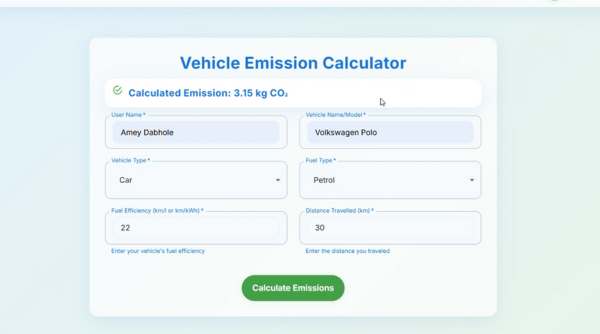 Vehicle Emission Calculator
Calculated Emission: 3.15 kg CO₂
User Name * Vehicle Name/Model *
Amey Dabhole Volkswagen Polo
Vehicle Type * Fuel Type *
Car Petrol
Fuel Efficiency (km/l or km/kWh) * Distance Travelled (km) *
22 30
Enter your vehicle's fuel efficiency Enter the distance you traveled
Calculate Emissions